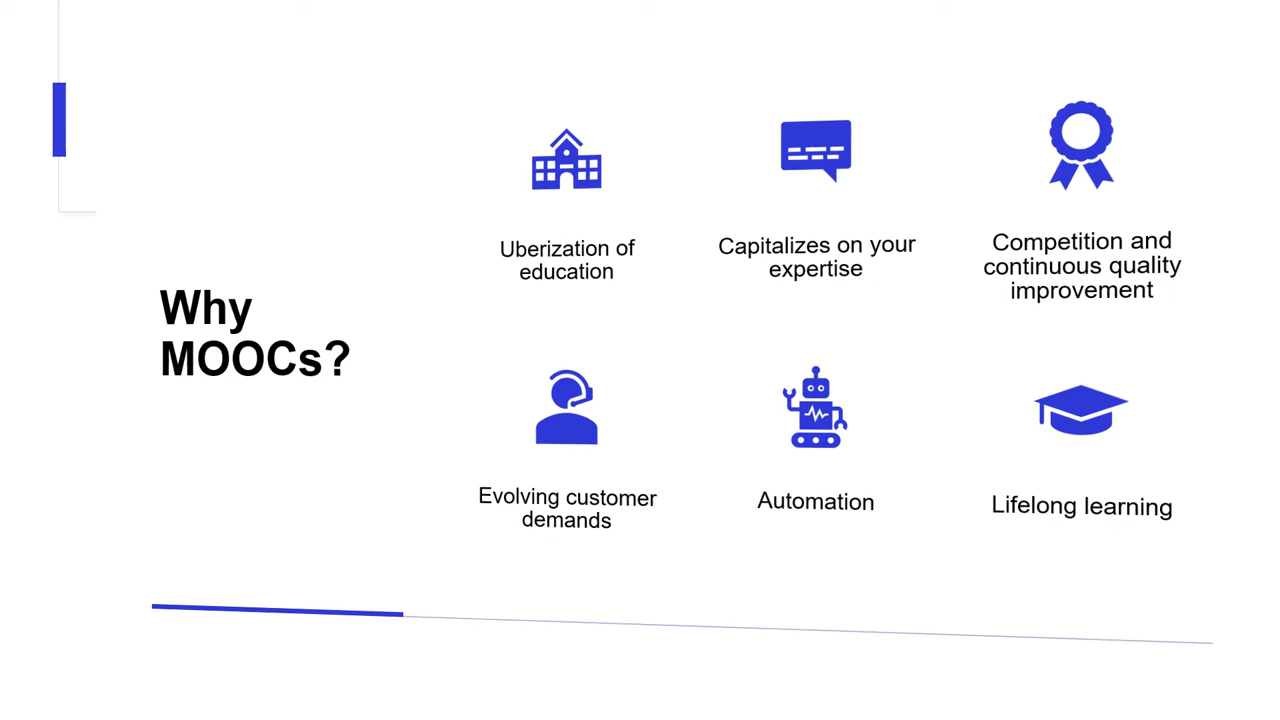 Why
MOOCs?
Uberization of
education
Capitalizes on your
expertise
Competition and
continuous quality
improvement
Evolving customer
demands
Automation
Lifelong learning